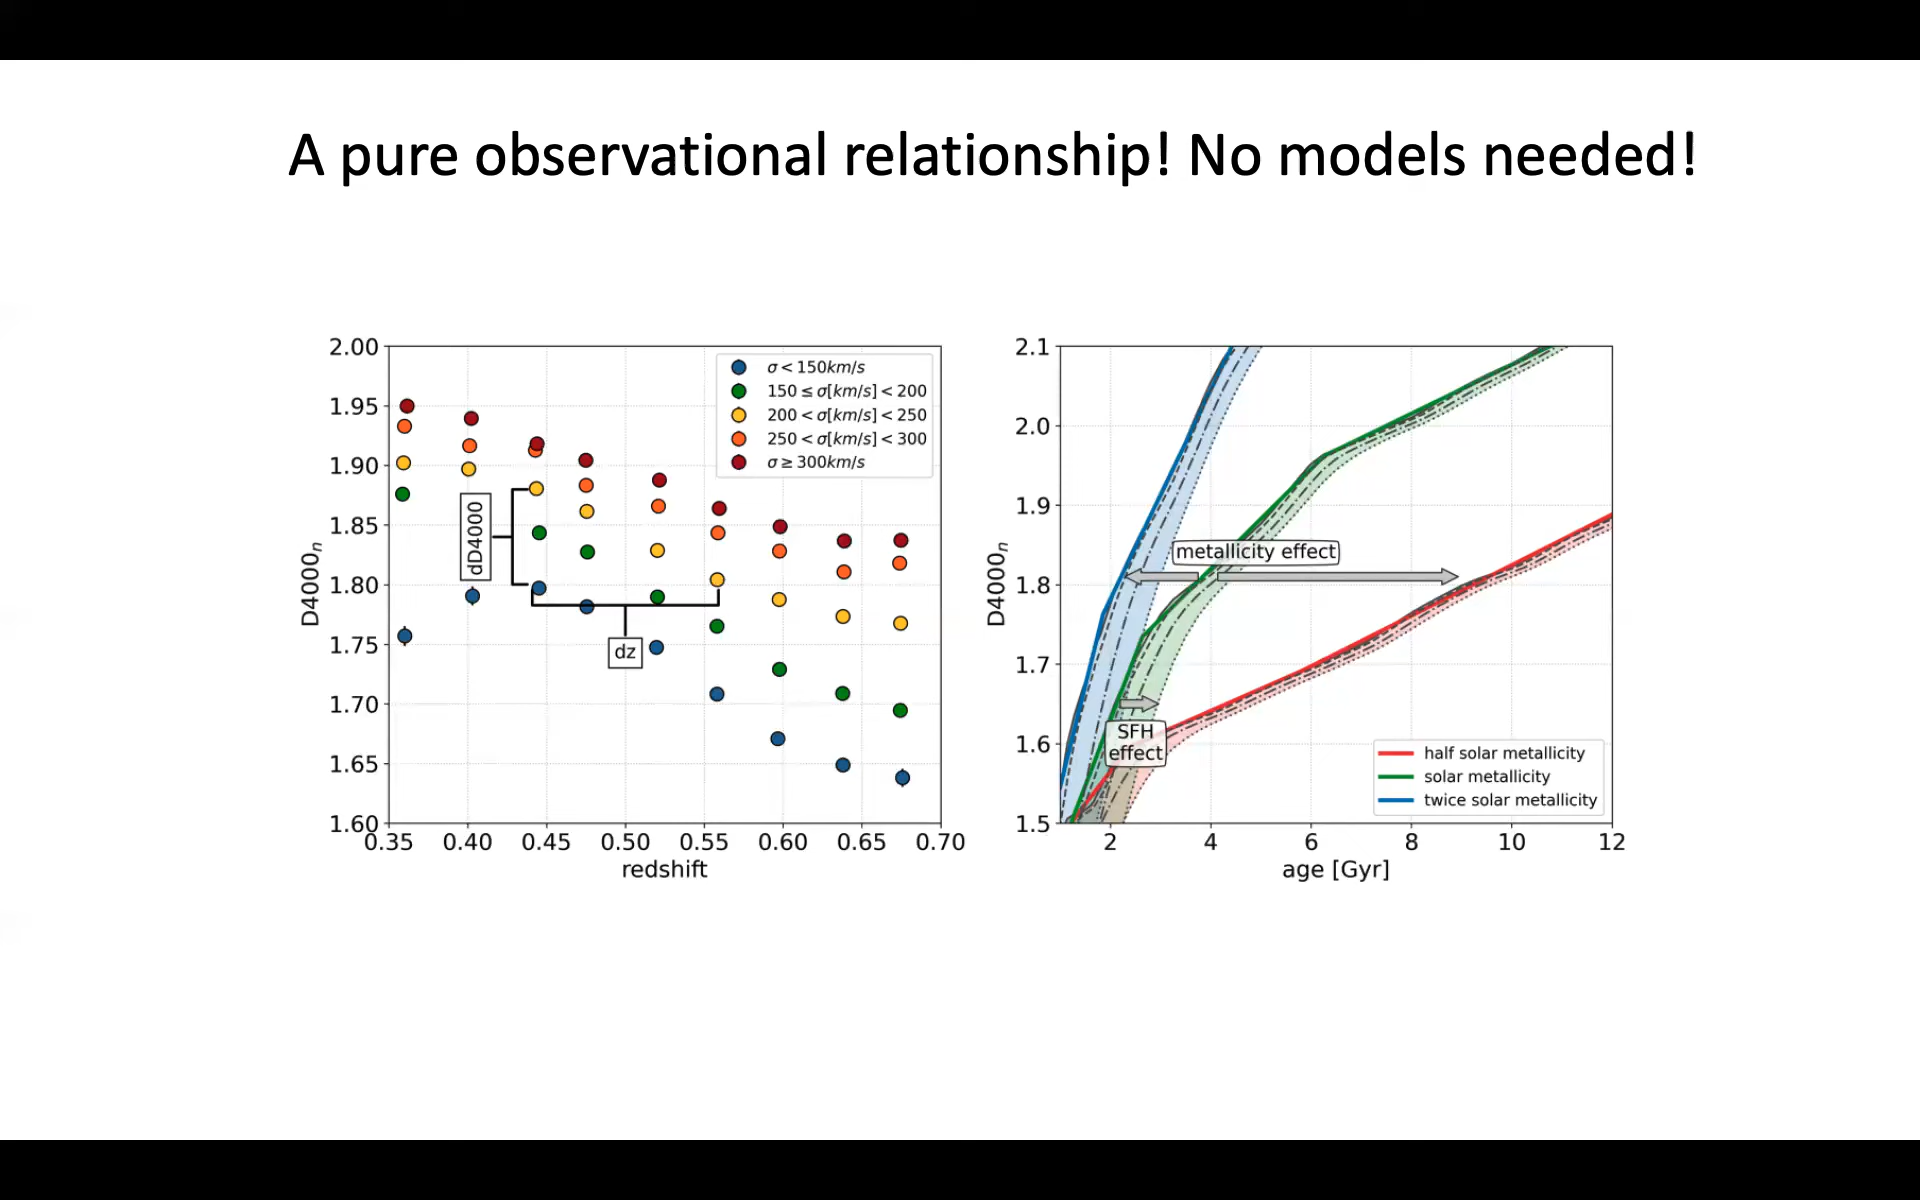 A pure observational relationship! No models needed!
2.00
1.95
1.90
1.85
1.80
1.75
1.70
1.65
1.60
D4000n
0.35 0.40 0.45 0.50 0.55 0.60 0.65 0.70
redshift
σ < 150km/s
150 ≤ σ[km/s] < 200
200 < σ[km/s] < 250
250 < σ[km/s] < 300
σ ≥ 300km/s
dD4000
dz
2.1
2.0
1.9
1.8
1.7
1.6
1.5
D4000n
2 4 6 8 10 12
age [Gyr]
metallicity effect
SFH
effect
half solar metallicity
solar metallicity
twice solar metallicity